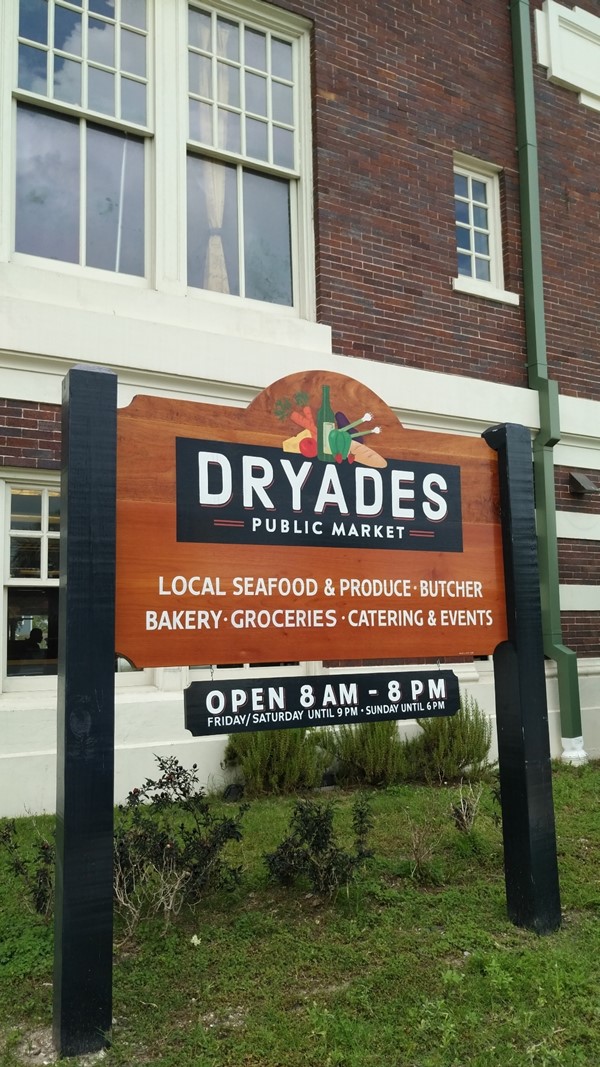 DRYADES
PUBLIC MARKET
LOCAL SEAFOOD & PRODUCE · BUTCHER
BAKERY · GROCERIES · CATERING & EVENTS
OPEN 8 AM - 8 PM
FRIDAY/SATURDAY UNTIL 9 PM · SUNDAY UNTIL 6 PM